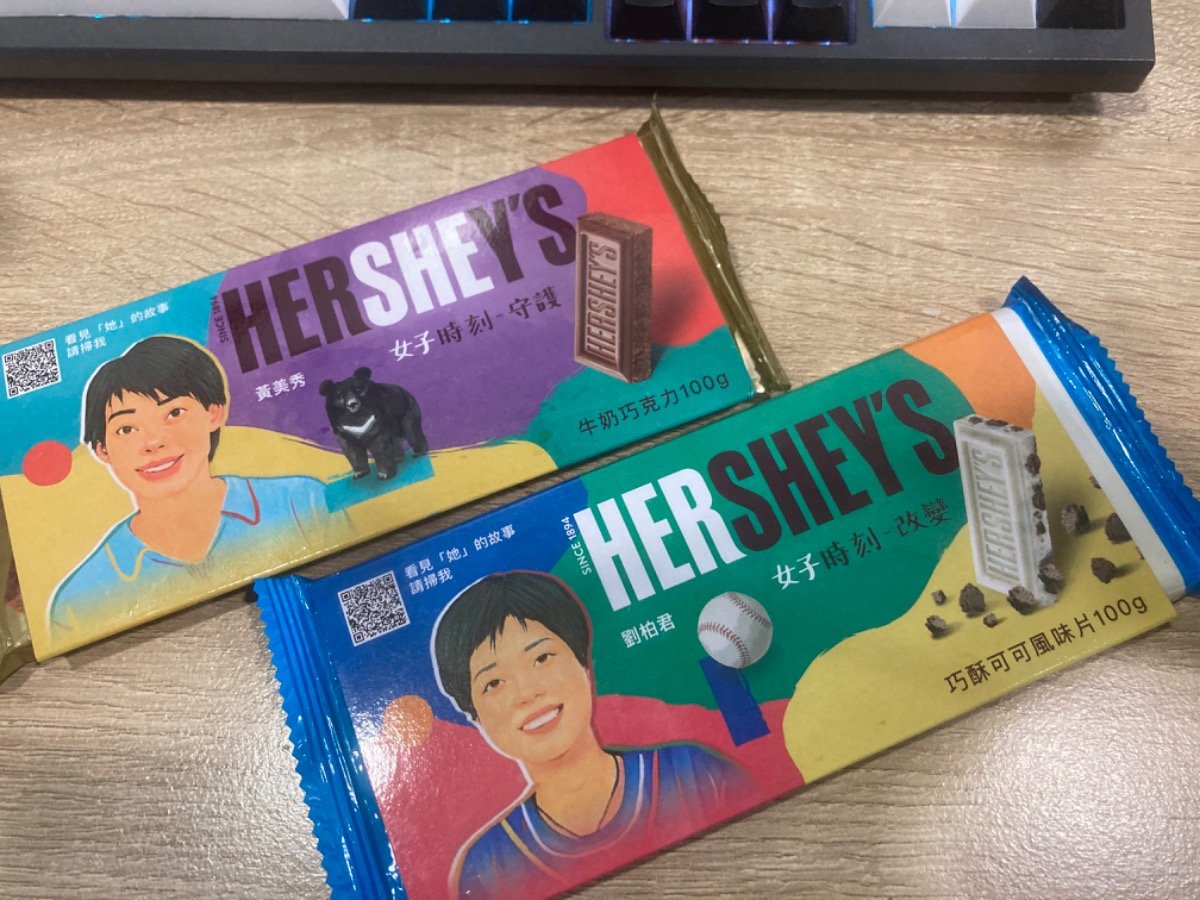 看見「她」的故事
請掃我
SINCE 1894
HERSHEY'S
女子時刻-守護
黃美秀
HERSHEY'S
牛奶巧克力100g
看見「她」的故事
請掃我
SINCE 1894
HERSHEY'S
女子時刻-改變
劉柏君
HERSHEY'S
巧酥可可風味片100g